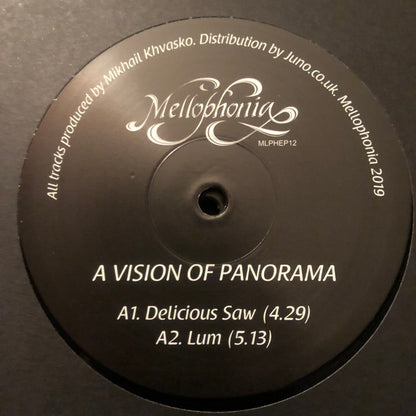 All tracks produced by Mikhail Khvasko. Distribution by Juno.co.uk. Mellophonia 2019
Mellophonia
MLPHEP12
A VISION OF PANORAMA
A1. Delicious Saw (4.29)
A2. Lum (5.13)